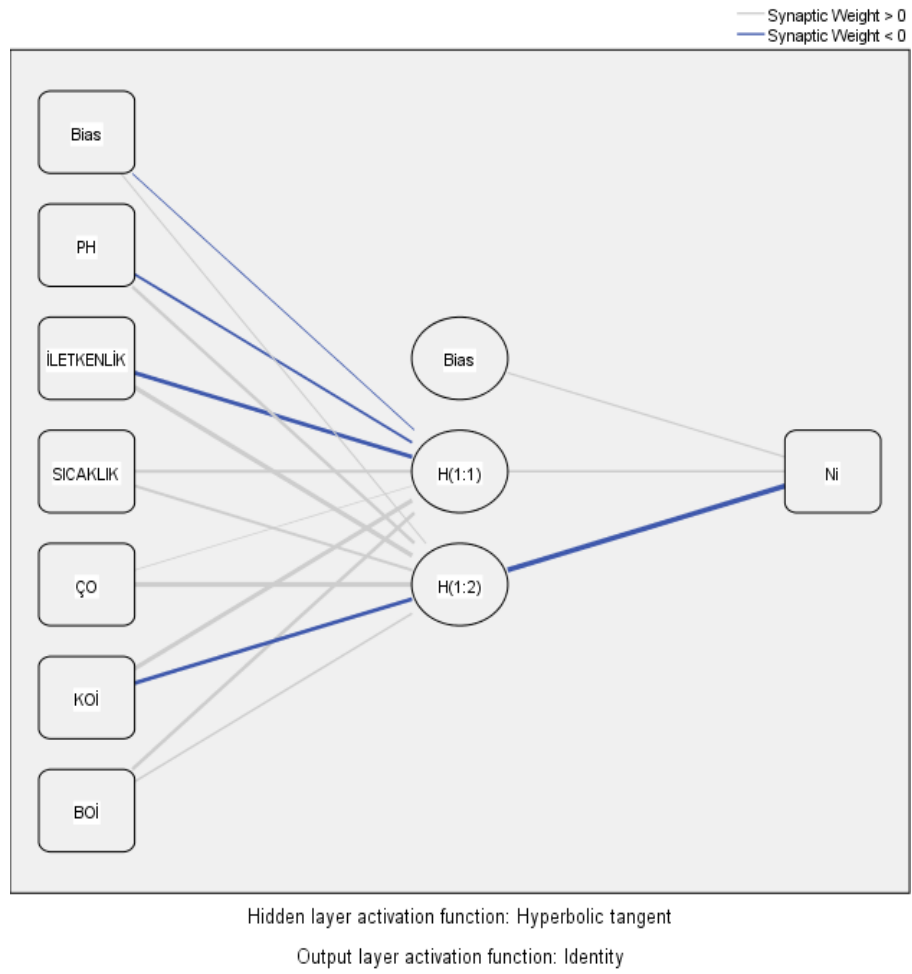 Synaptic Weight > 0
Synaptic Weight < 0
Bias
PH
İLETKENLİK
SICAKLIK
ÇO
KOİ
BOİ
Bias
H(1:1)
H(1:2)
Ni
Hidden layer activation function: Hyperbolic tangent
Output layer activation function: Identity